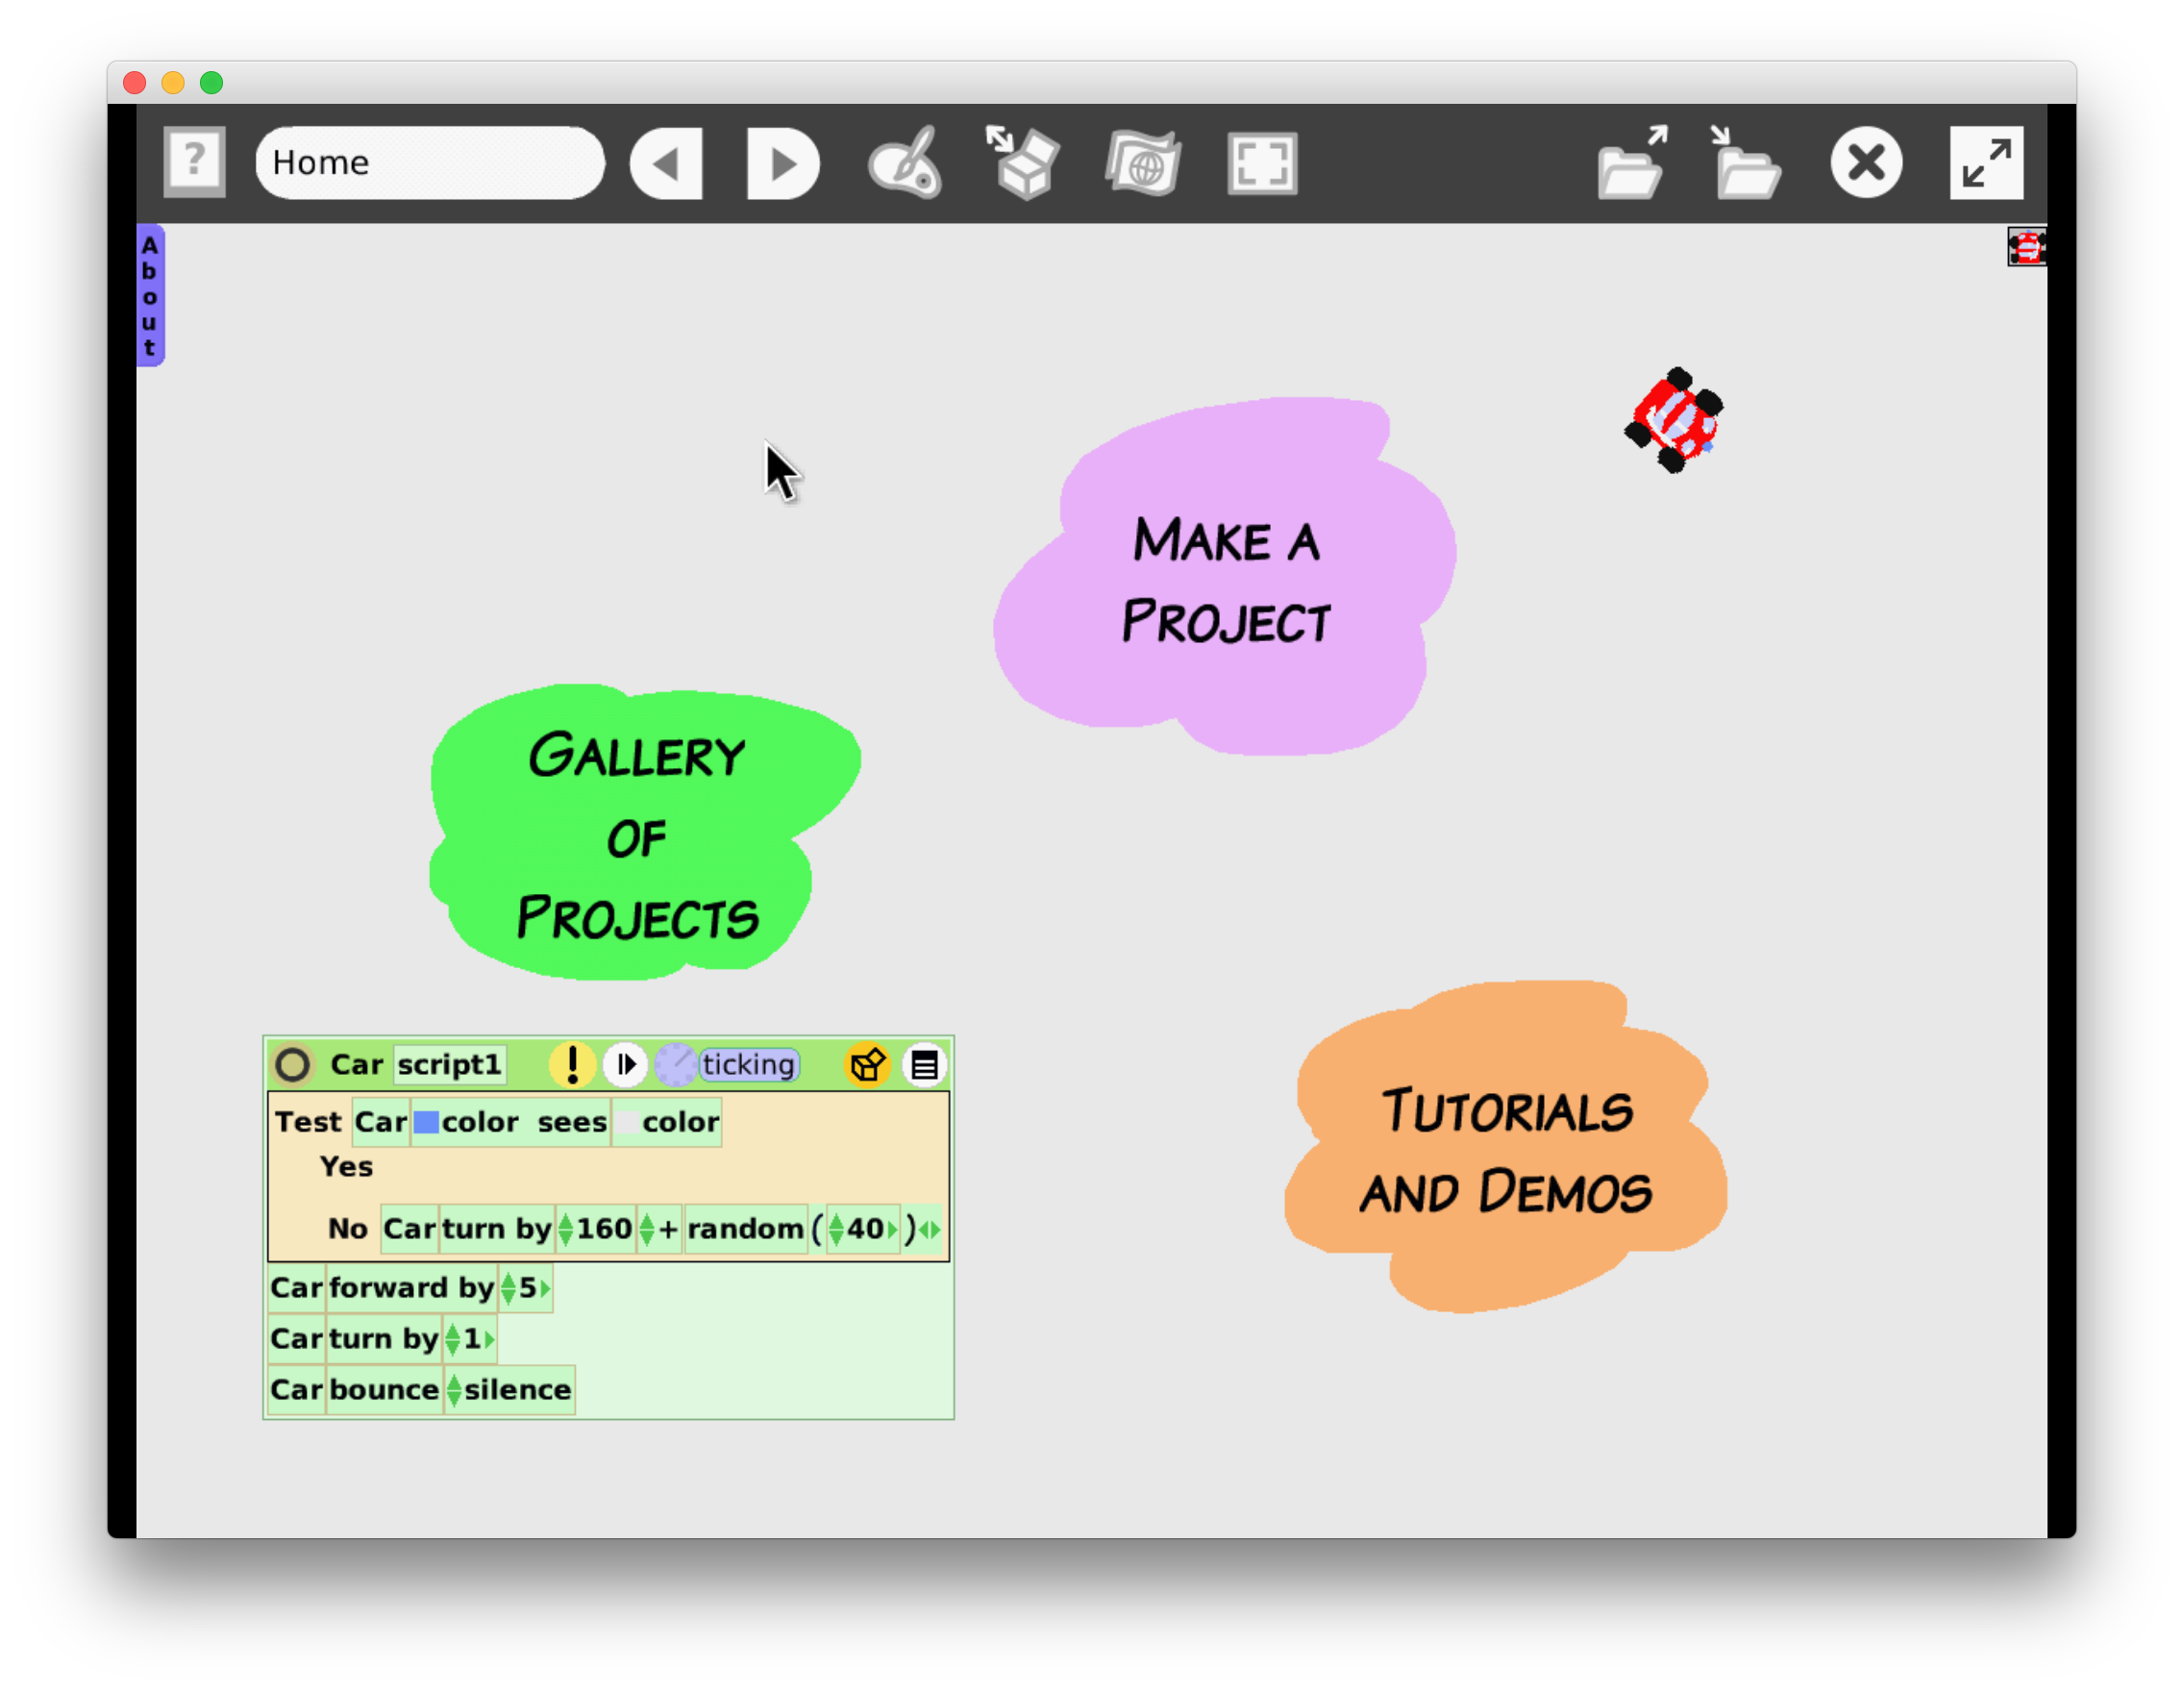 ?
Home
About
MAKE A
PROJECT
GALLERY
OF
PROJECTS
TUTORIALS
AND DEMOS
Car script1 ! ticking
Test Car color sees color
Yes
No Car turn by 160 + random ( 40 )
Car forward by 5
Car turn by 1
Car bounce silence